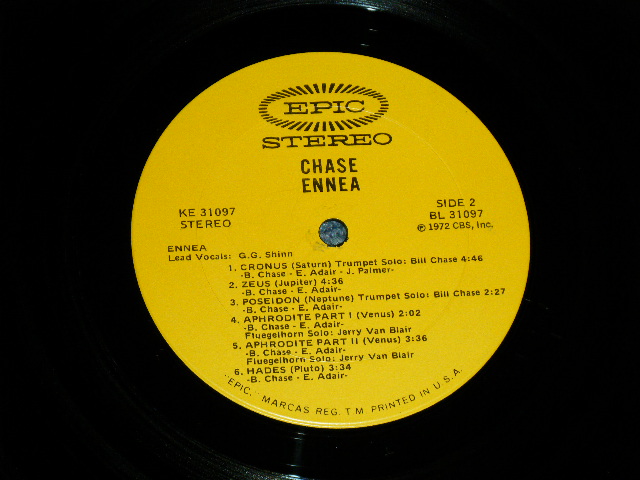 EPIC
STEREO
CHASE
ENNEA
KE 31097
STEREO
SIDE 2
BL 31097
℗ 1972 CBS, Inc.
ENNEA
Lead Vocals: G.G. Shinn
1. CRONUS (Saturn) Trumpet Solo: Bill Chase 4:46
-B. Chase - E. Adair - J. Palmer-
2. ZEUS (Jupiter) 4:36
-B. Chase - E. Adair-
3. POSEIDON (Neptune) Trumpet Solo: Bill Chase 2:27
-B. Chase - E. Adair-
4. APHRODITE PART I (Venus) 2:02
-B. Chase - E. Adair-
Fluegelhorn Solo: Jerry Van Blair
5. APHRODITE PART II (Venus) 3:36
-B. Chase - E. Adair-
Fluegelhorn Solo: Jerry Van Blair
6. HADES (Pluto) 3:34
-B. Chase - E. Adair-
"EPIC," MARCAS REG. T.M. PRINTED IN U.S.A.